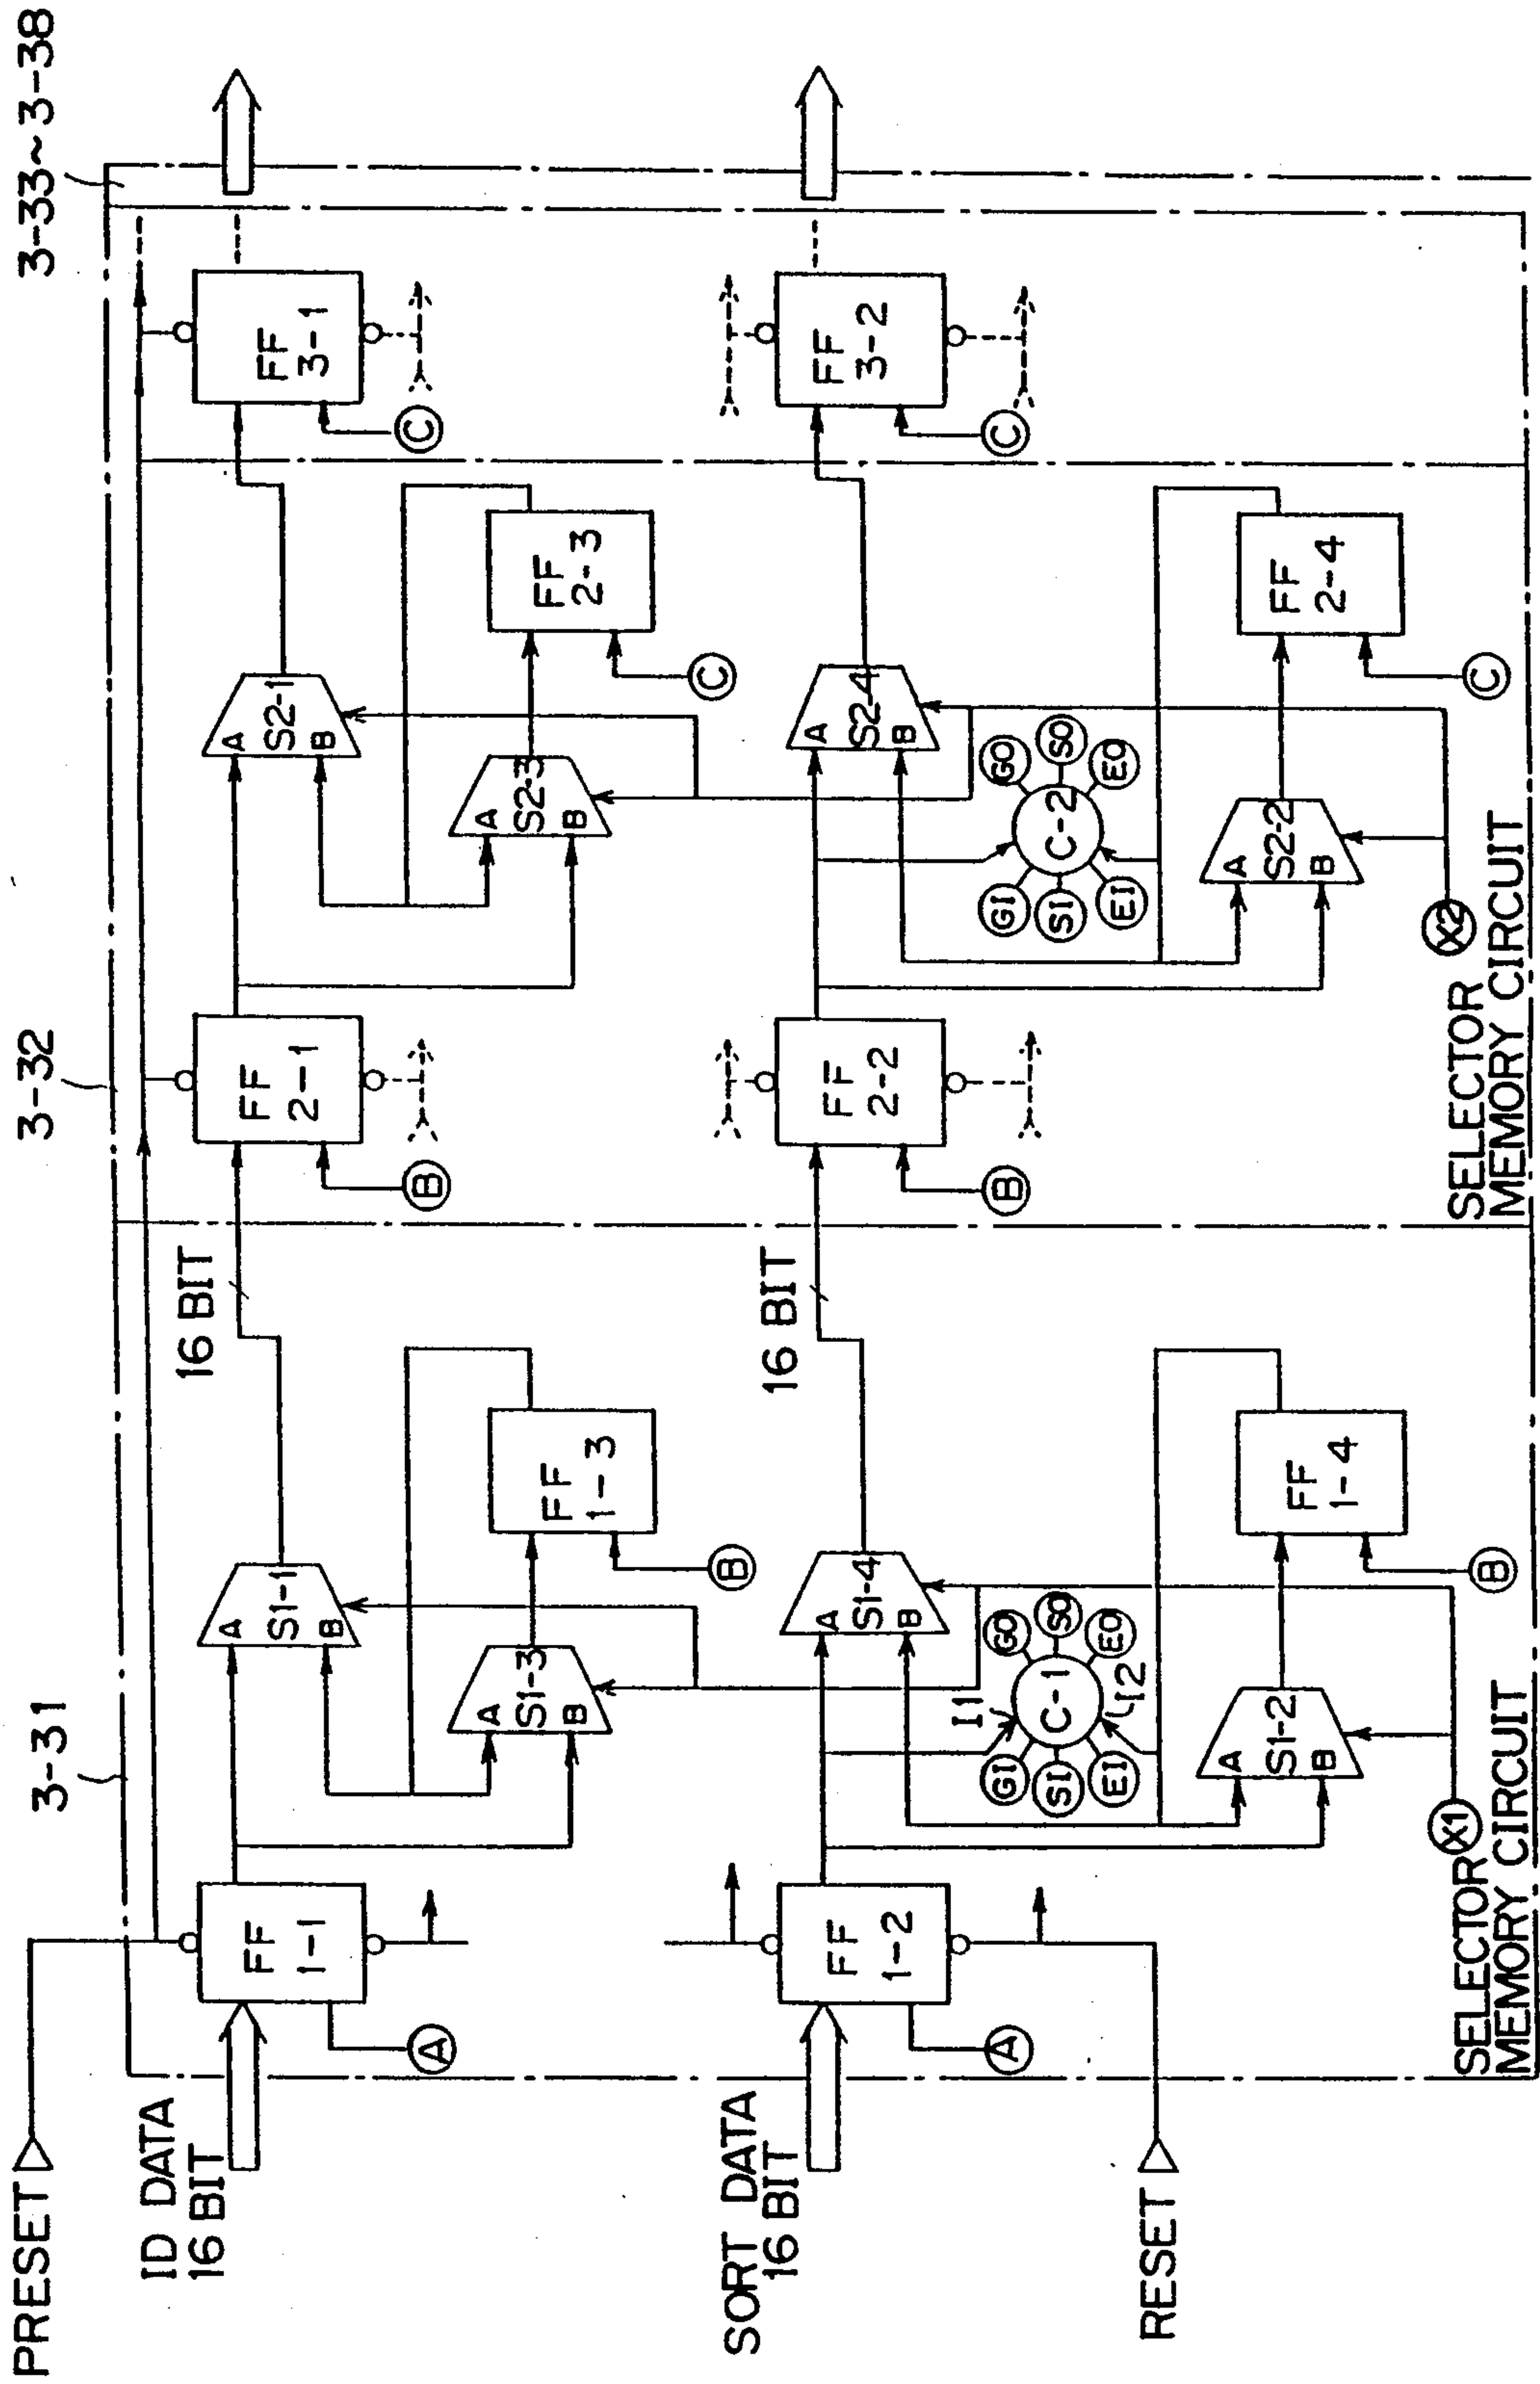 PRESET
ID DATA
16 BIT
SORT DATA
16 BIT
RESET
3-31
3-32
3-33~3-38
FF
1-1
A
S1-1
A
B
S1-3
A
B
FF
1-3
B
16 BIT
FF
2-1
B
S2-1
A
B
S2-3
A
B
FF
2-3
C
FF
3-1
C
FF
1-2
A
S1-4
A
B
C-1
I1
I2
GI
SI
EI
GO
SO
EO
S1-2
A
B
FF
1-4
B
X1
16 BIT
FF
2-2
B
S2-4
A
B
C-2
GI
SI
EI
GO
SO
EO
S2-2
A
B
FF
2-4
C
X2
FF
3-2
C
SELECTOR
MEMORY CIRCUIT
SELECTOR
MEMORY CIRCUIT